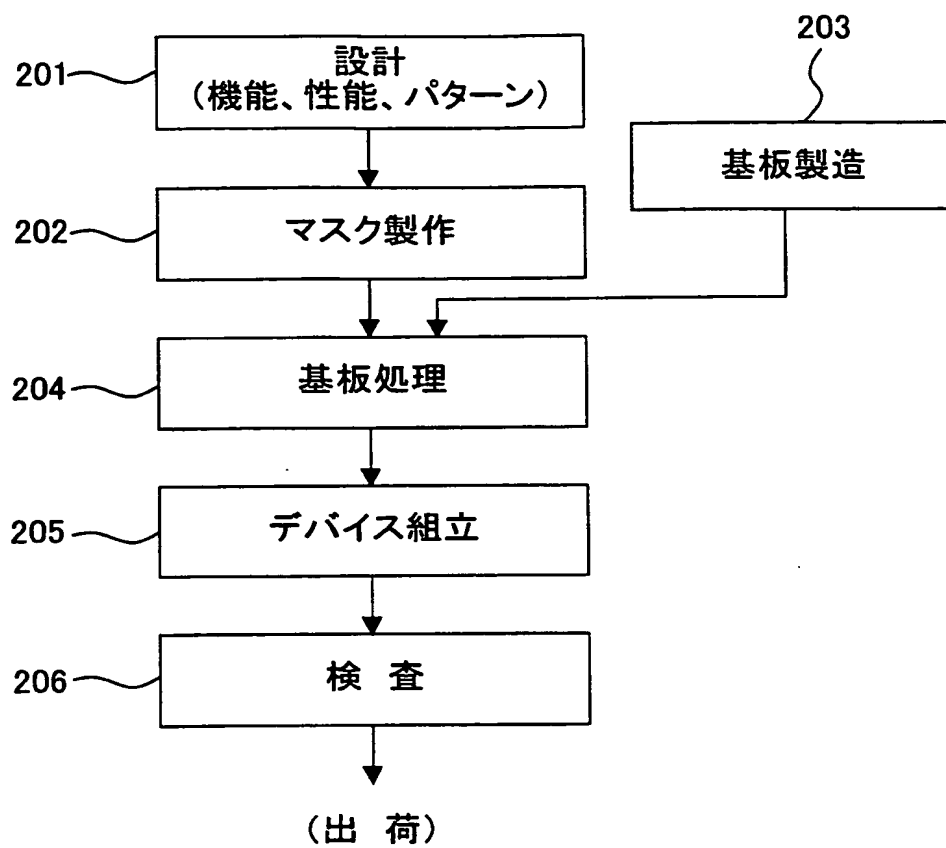 203
201
設計
(機能、性能、パターン)
基板製造
202
マスク製作
204
基板処理
205
デバイス組立
206
検 査
(出 荷)